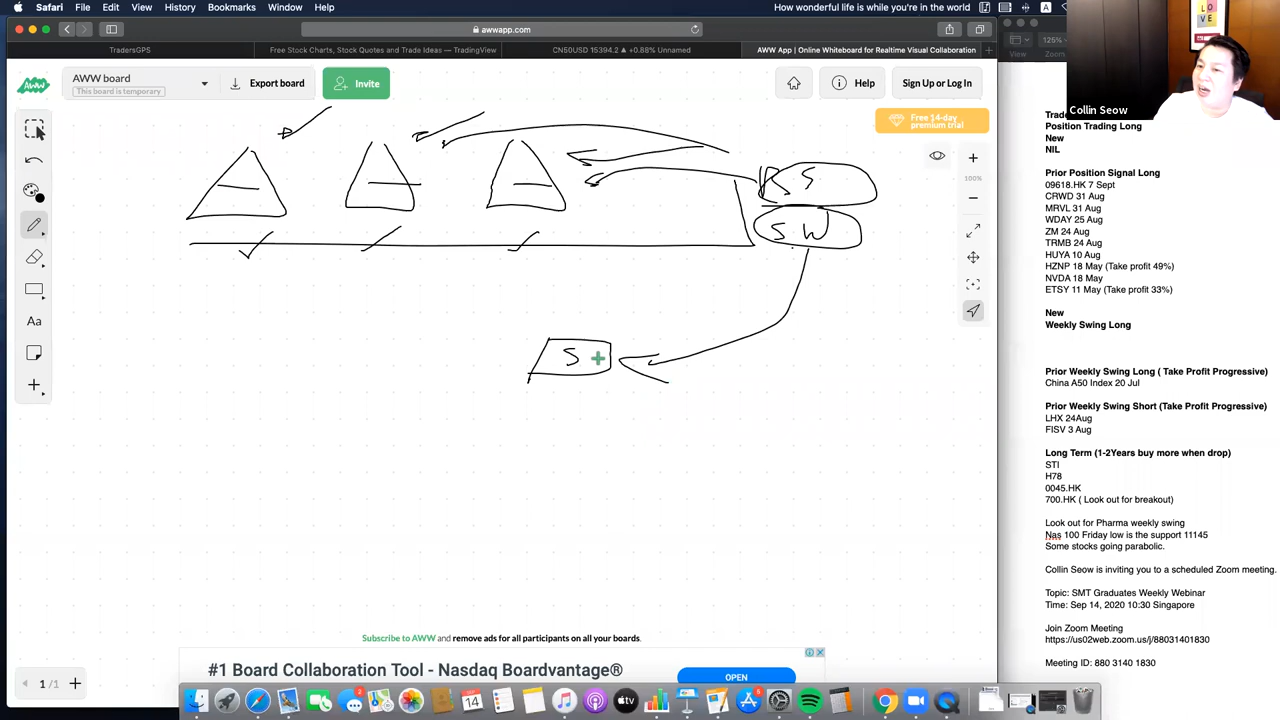 Safari File Edit View History Bookmarks Window Help
How wonderful life is while you're in the world
awwapp.com
TradersGPS
Free Stock Charts, Stock Quotes and Trade Ideas — TradingView
CN50USD 15394.2 ▲ +0.88% Unnamed
AWW App | Online Whiteboard for Realtime Visual Collaboration
AWW board
This board is temporary
Export board
Invite
Help
Sign Up or Log In
Free 14-day
premium trial
100%
RS
SW
S
Aa
1 /1
Subscribe to AWW and remove ads for all participants on all your boards.
#1 Board Collaboration Tool - Nasdaq Boardvantage®
OPEN
125%
Zoom
LOVE
Collin Seow
Position Trading Long
New
NIL
Prior Position Signal Long
09618.HK 7 Sept
CRWD 31 Aug
MRVL 31 Aug
WDAY 25 Aug
ZM 24 Aug
TRMB 24 Aug
HUYA 10 Aug
HZNP 18 May (Take profit 49%)
NVDA 18 May
ETSY 11 May (Take profit 33%)
New
Weekly Swing Long
Prior Weekly Swing Long ( Take Profit Progressive)
China A50 Index 20 Jul
Prior Weekly Swing Short (Take Profit Progressive)
LHX 24Aug
FISV 3 Aug
Long Term (1-2Years buy more when drop)
STI
H78
0045.HK
700.HK ( Look out for breakout)
Look out for Pharma weekly swing
Nas 100 Friday low is the support 11145
Some stocks going parabolic.
Collin Seow is inviting you to a scheduled Zoom meeting.
Topic: SMT Graduates Weekly Webinar
Time: Sep 14, 2020 10:30 Singapore
Join Zoom Meeting
https://us02web.zoom.us/j/88031401830
Meeting ID: 880 3140 1830